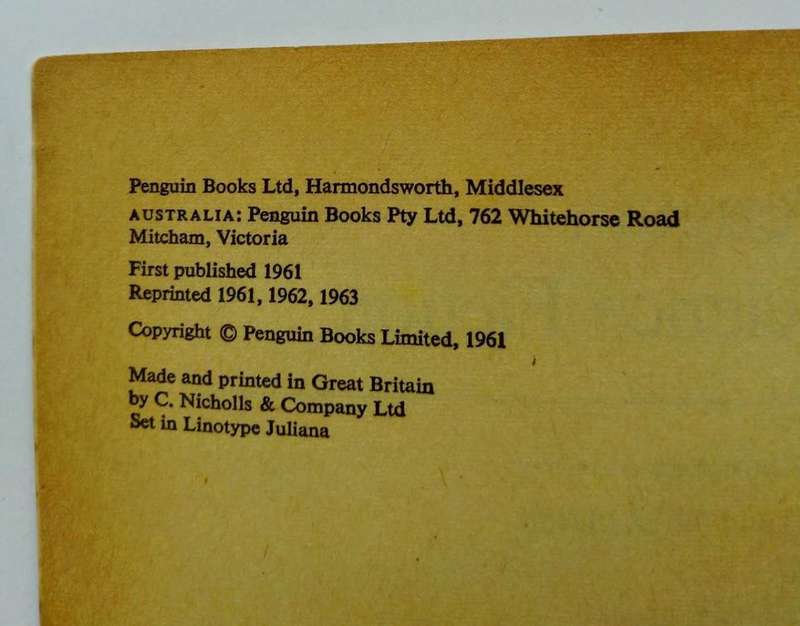 Penguin Books Ltd, Harmondsworth, Middlesex
AUSTRALIA: Penguin Books Pty Ltd, 762 Whitehorse Road
Mitcham, Victoria
First published 1961
Reprinted 1961, 1962, 1963
Copyright © Penguin Books Limited, 1961
Made and printed in Great Britain
by C. Nicholls & Company Ltd
Set in Linotype Juliana